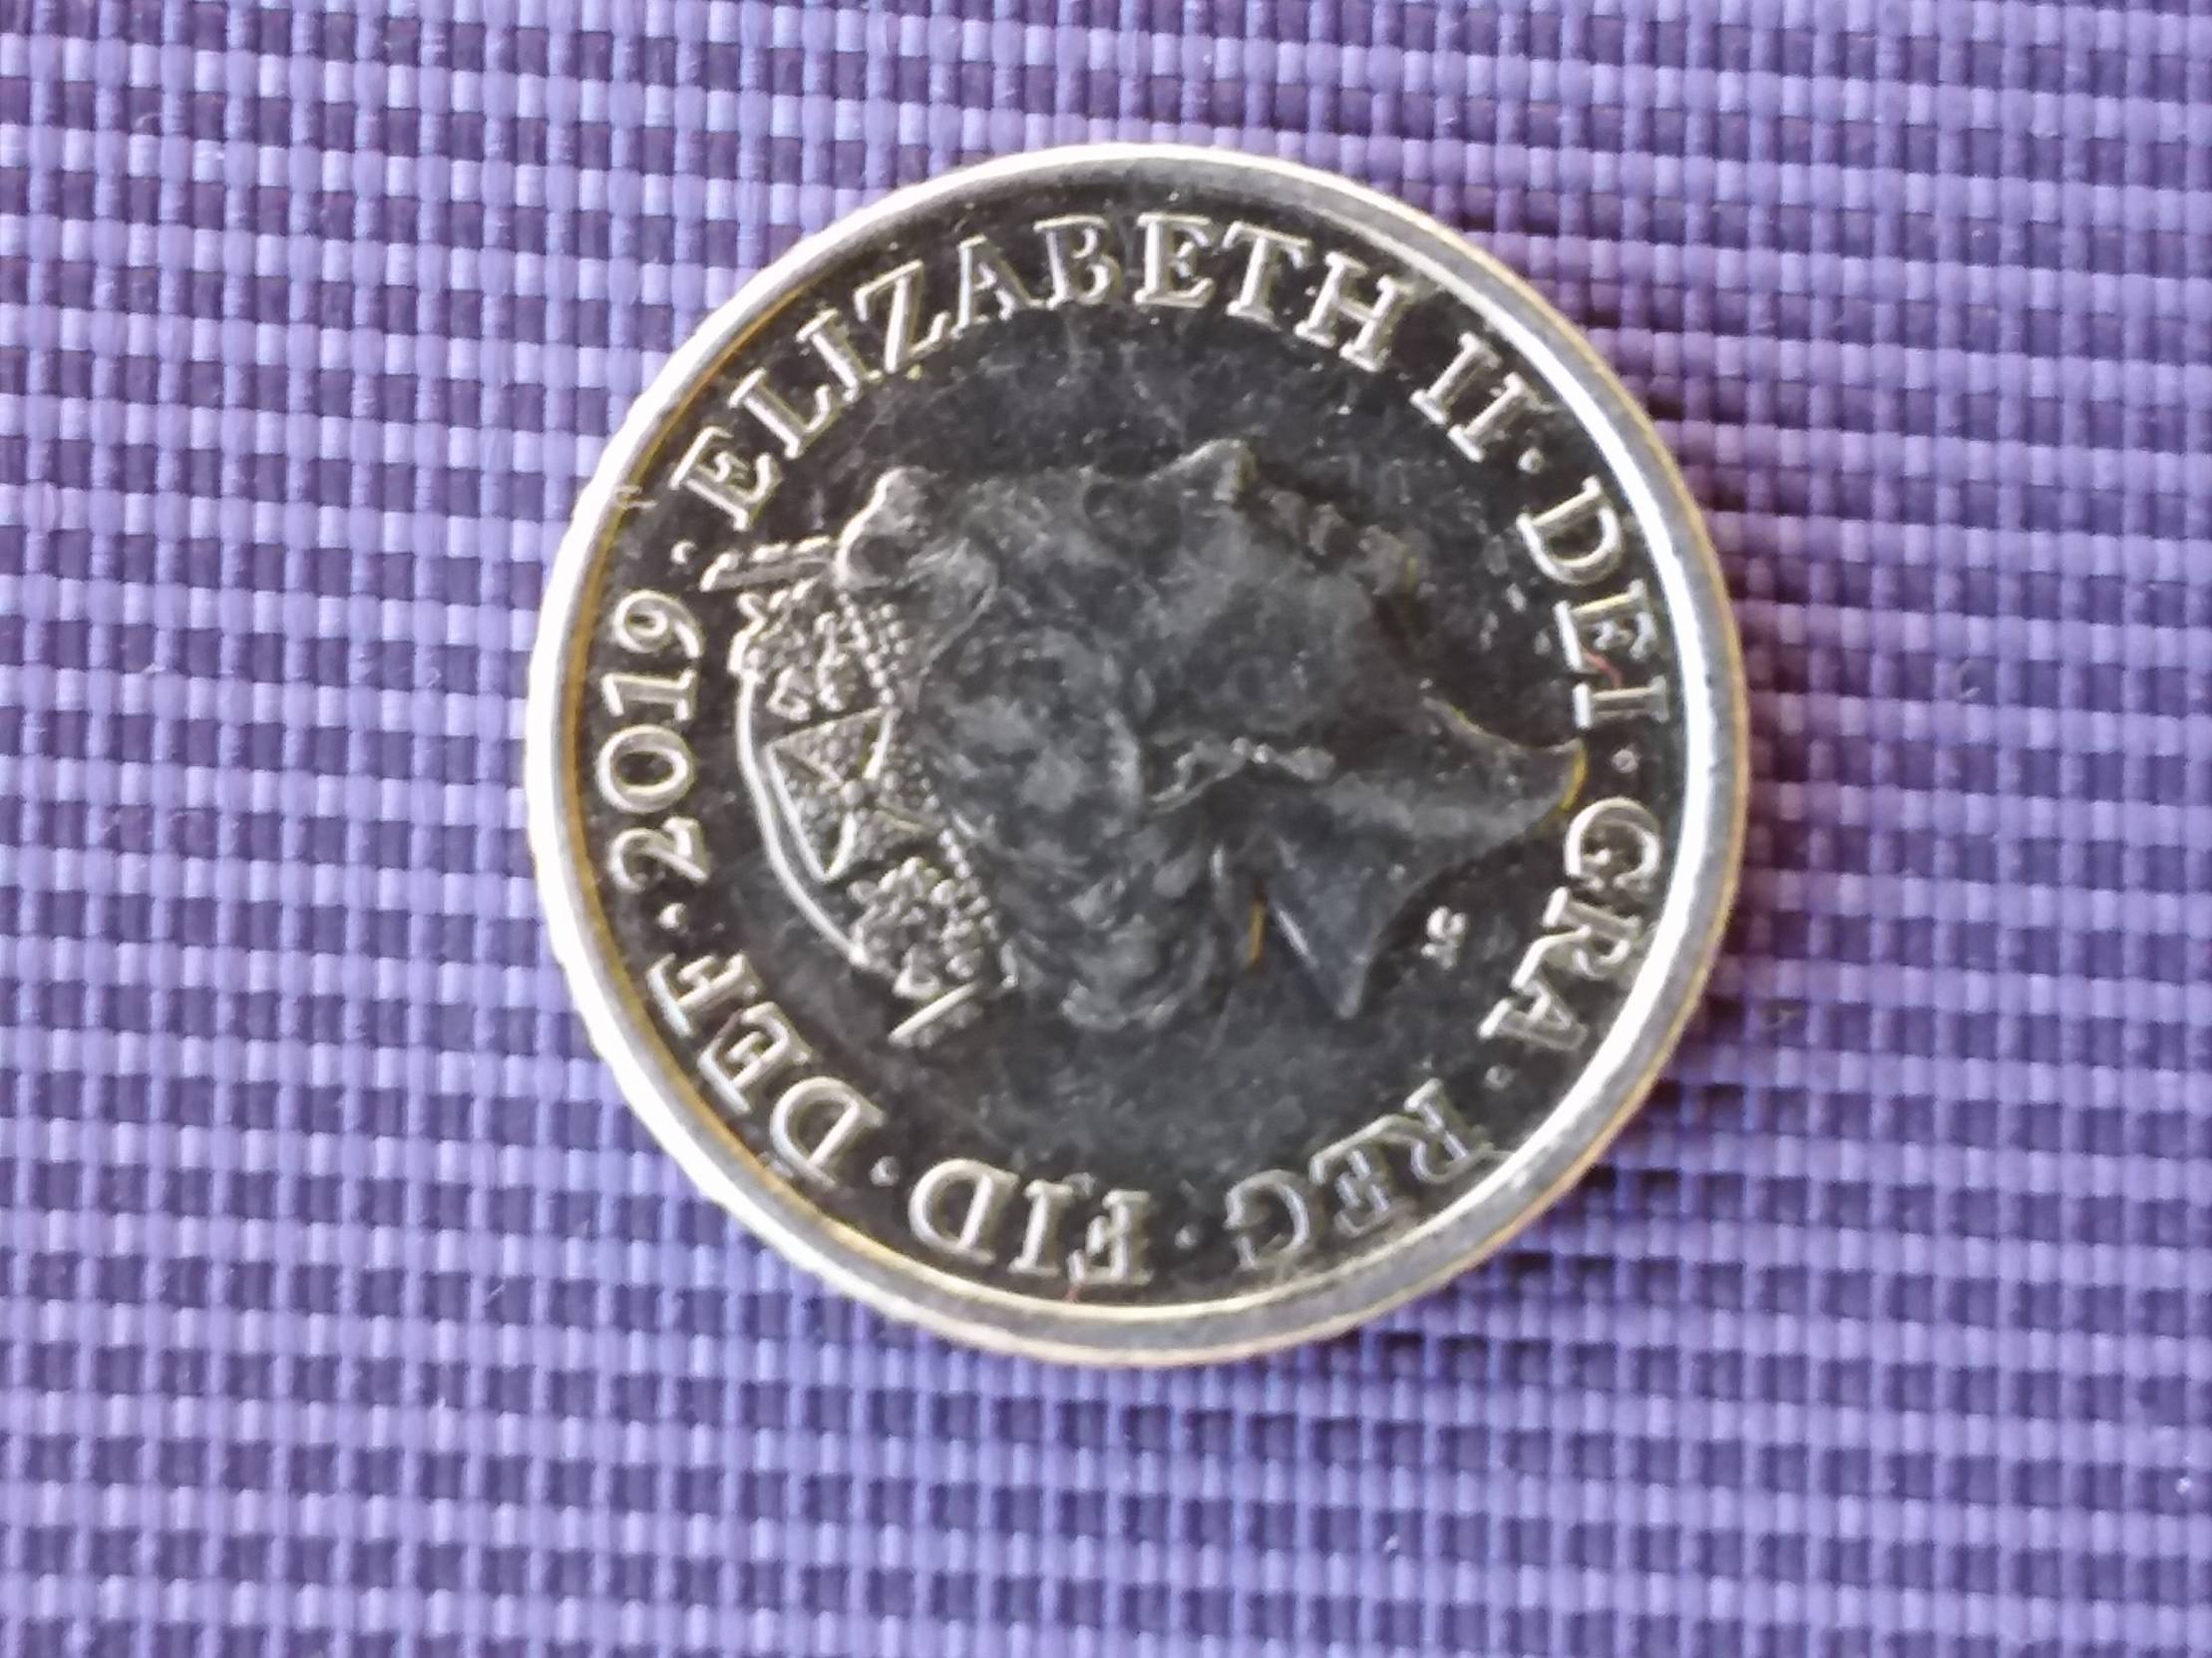 ELIZABETH II · DEI · GRA · REG · FID · DEF · 2019 ·